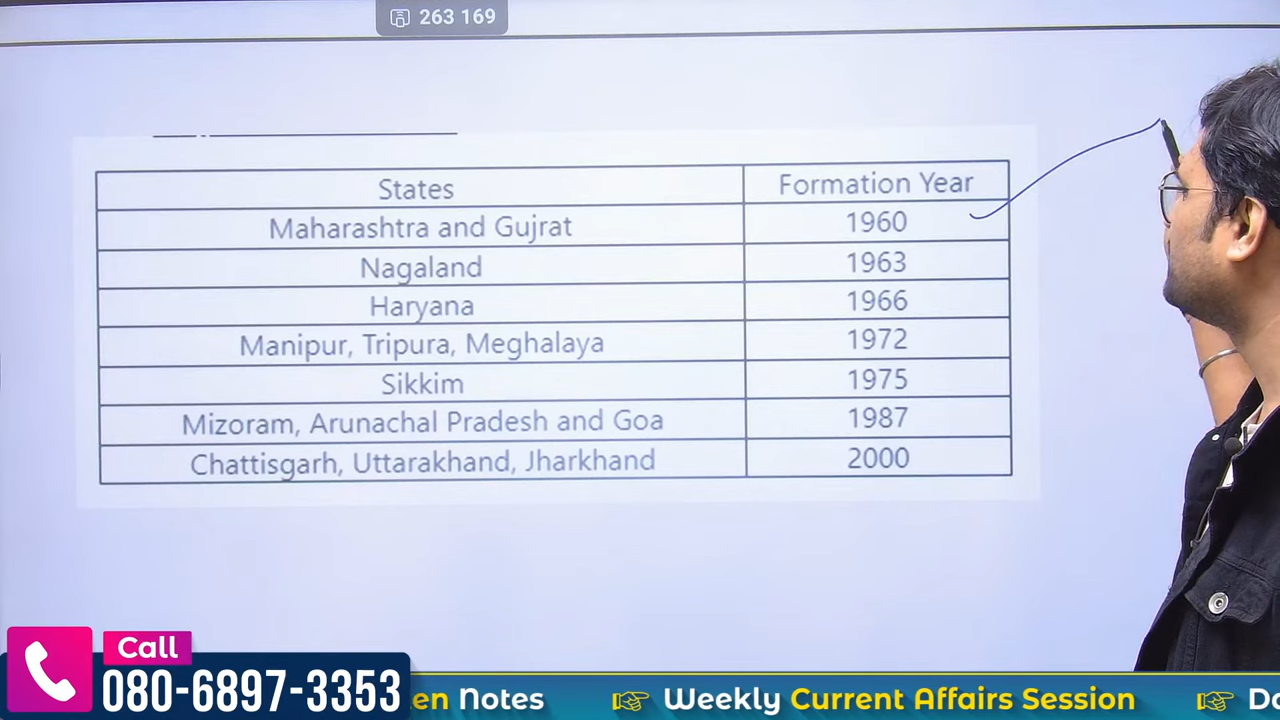 263 169
States Formation Year
Maharashtra and Gujrat 1960
Nagaland 1963
Haryana 1966
Manipur, Tripura, Meghalaya 1972
Sikkim 1975
Mizoram, Arunachal Pradesh and Goa 1987
Chattisgarh, Uttarakhand, Jharkhand 2000
Call
080-6897-3353
Notes Weekly Current Affairs Session